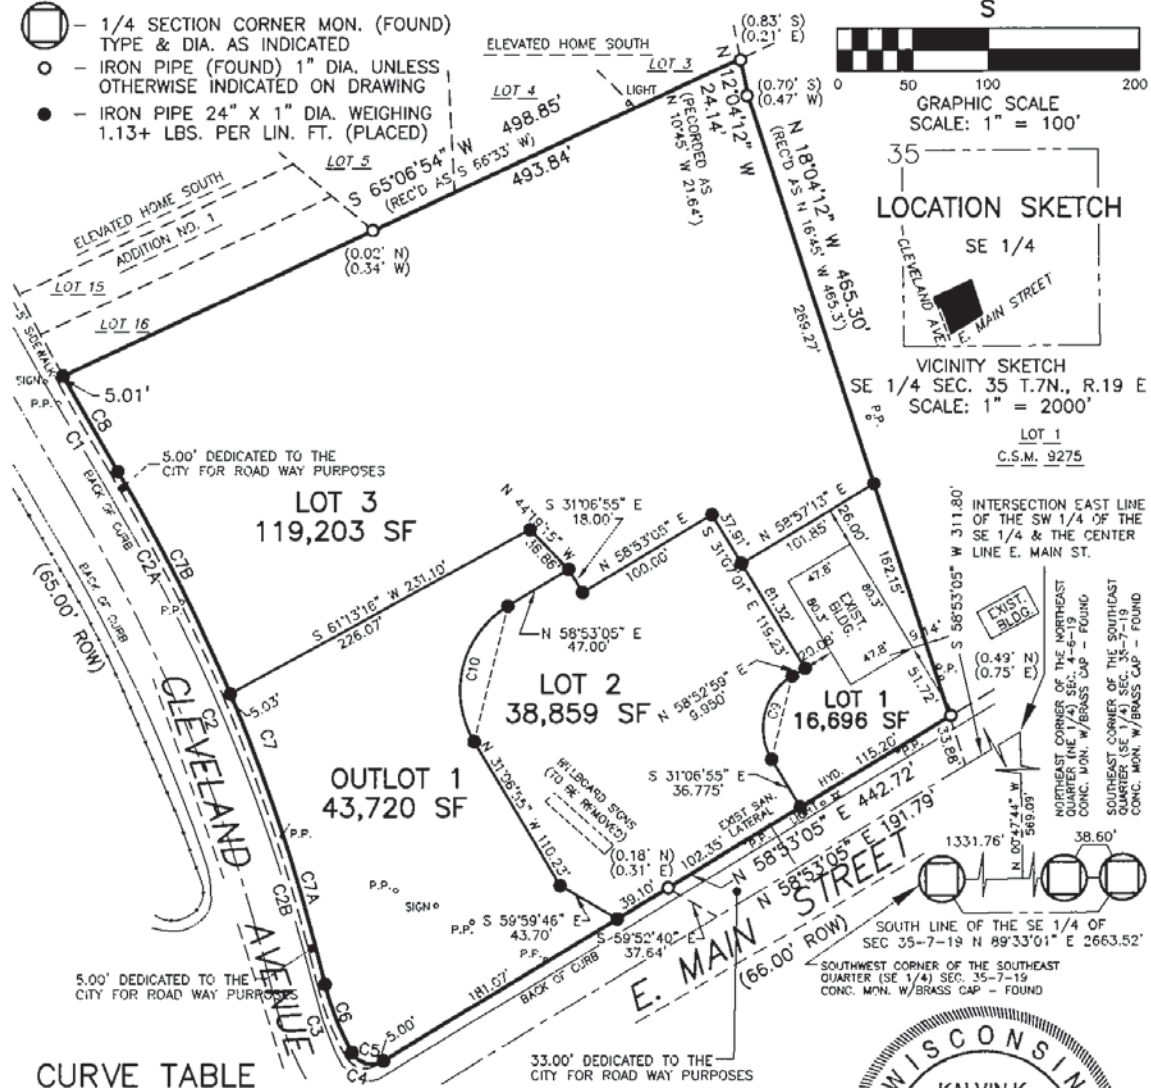 1/4 SECTION CORNER MON. (FOUND)
TYPE & DIA. AS INDICATED
IRON PIPE (FOUND) 1" DIA. UNLESS
OTHERWISE INDICATED ON DRAWING
IRON PIPE 24" X 1" DIA. WEIGHING
1.13+ LBS. PER LIN. FT. (PLACED)
ELEVATED HOME SOUTH
LOT 3
LOT 4
LIGHT
LOT 5
498.85'
S 65°06'54" W
(REC'D AS S 66°33' W)
493.84'
(0.83' S)
(0.21' E)
(0.70' S)
(0.47' W)
N 12°04'12" W
24.14'
(RECORDED AS
N 10°45' W 21.64')
N 18°04'12" W 465.30'
(REC'D AS N 16°45' W 465.3')
269.27'
S
0 50 100 200
GRAPHIC SCALE
SCALE: 1" = 100'
35
LOCATION SKETCH
SE 1/4
CLEVELAND AVE
E. MAIN STREET
VICINITY SKETCH
SE 1/4 SEC. 35 T.7N., R.19 E
SCALE: 1" = 2000'
LOT 1
C.S.M. 9275
ELEVATED HOME SOUTH
ADDITION NO. 1
(0.02' N)
(0.34' W)
LOT 15
LOT 16
5' SIDEWALK
SIGN
P.P.
5.01'
C8
C1
5.00' DEDICATED TO THE
CITY FOR ROAD WAY PURPOSES
BACK OF CURB
LOT 3
119,203 SF
C2A
C7B
P.P.
BACK OF CURB
(65.00' ROW)
S 61°13'16" W 231.10'
226.07'
N 44°19'15" W
36.86'
S 31°06'55" E
18.00'
N 58°53'05" E
100.00'
37.91'
S 31°07'01" E 119.23'
81.32'
N 58°57'13" E
101.85'
26.00'
162.15'
P.P.
47.8'
80.3'
EXIST.
BLDG.
80.3'
47.8'
9.14'
20.08'
51.72'
P.P.
S 58°53'05" W 311.80'
INTERSECTION EAST LINE
OF THE SW 1/4 OF THE
SE 1/4 & THE CENTER
LINE E. MAIN ST.
EXIST.
BLDG.
(0.49' N)
(0.75' E)
NORTHEAST CORNER OF THE NORTHEAST
QUARTER (NE 1/4) SEC. 4-6-19
CONC. MON. W/BRASS CAP - FOUND
SOUTHEAST CORNER OF THE SOUTHEAST
QUARTER (SE 1/4) SEC. 35-7-19
CONC. MON. W/BRASS CAP - FOUND
N 58°53'05" E
47.00'
C10
LOT 2
38,859 SF
N 58°52'59" E
9.950'
C9
LOT 1
16,696 SF
33.88'
5.03'
CLEVELAND AVENUE
C2
C7
OUTLOT 1
43,720 SF
N 31°06'55" W 110.23'
BILLBOARD SIGNS
(TO BE REMOVED)
S 31°06'55" E
36.775'
HYD.
115.20'
P.P.
LIGHT
EXIST SAN.
LATERAL
P.P.
N 58°53'05" E 442.72'
N 58°53'05" E 191.79'
(0.18' N)
(0.31' E)
102.35'
39.10'
N 00°47'44" W
569.09'
1331.76'
38.60'
SOUTH LINE OF THE SE 1/4 OF
SEC 35-7-19 N 89°33'01" E 2663.52'
SOUTHWEST CORNER OF THE SOUTHEAST
QUARTER (SE 1/4) SEC. 35-7-19
CONC. MON. W/BRASS CAP - FOUND
P.P.
C7A
C2B
P.P.
SIGN
P.P.
S 59°59'46" E
43.70'
S 59°52'40" E
37.64'
P.P.
E. MAIN STREET
(66.00' ROW)
181.07'
BACK OF CURB
5.00' DEDICATED TO THE
CITY FOR ROAD WAY PURPOSES
C3
C6
C5
5.00'
C4
33.00' DEDICATED TO THE
CITY FOR ROAD WAY PURPOSES
CURVE TABLE
WISCONSIN